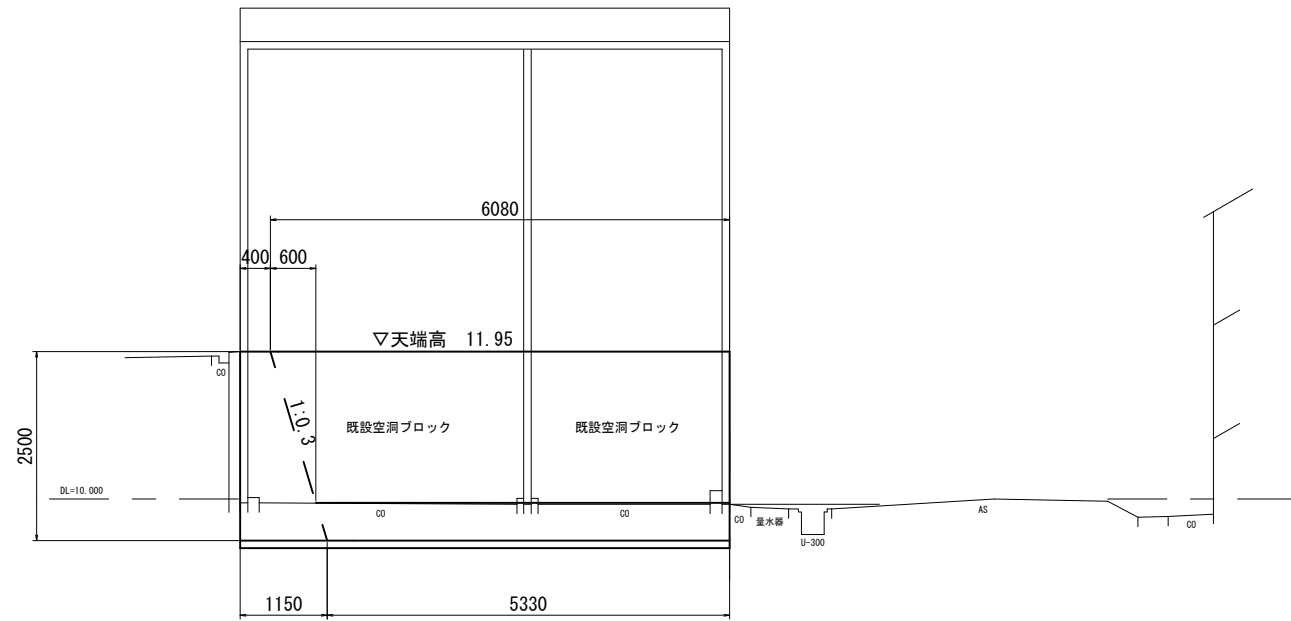 6080
400 600
▽天端高 11.95
CO
1:0.3
既設空洞ブロック 既設空洞ブロック
2500
DL=10.000
CO CO CO 量水器 AS CO
U-300
1150 5330